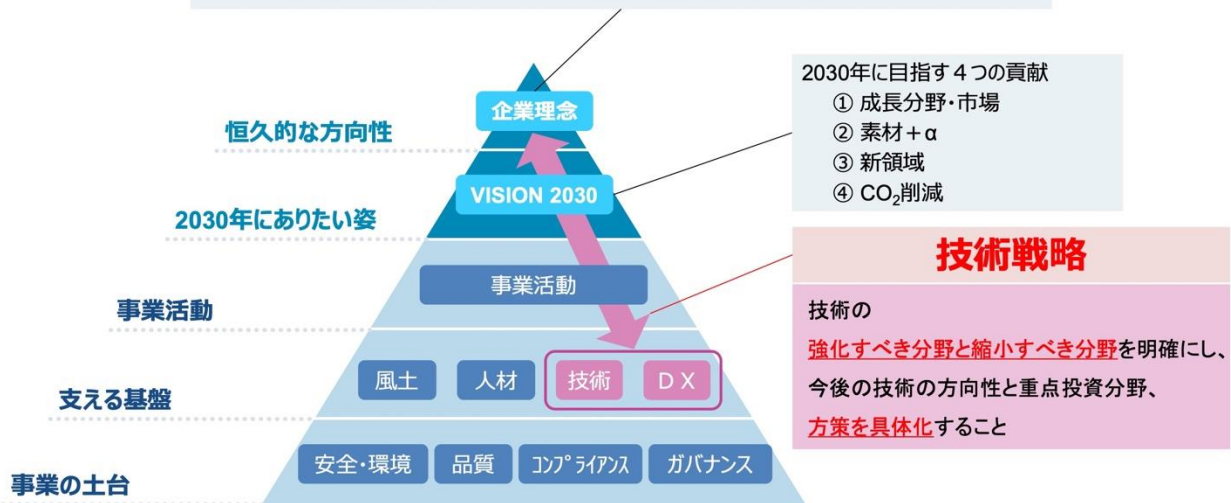 企業理念
恒久的な方向性
VISION 2030
2030年にありたい姿
事業活動
事業活動
風土 人材 技術 ＤＸ
支える基盤
安全・環境 品質 ｺﾝﾌﾟﾗｲｱﾝｽ ガバナンス
事業の土台
2030年に目指す４つの貢献
① 成長分野・市場
② 素材＋α
③ 新領域
④ CO₂削減
技術戦略
技術の
強化すべき分野と縮小すべき分野を明確にし、
今後の技術の方向性と重点投資分野、
方策を具体化すること